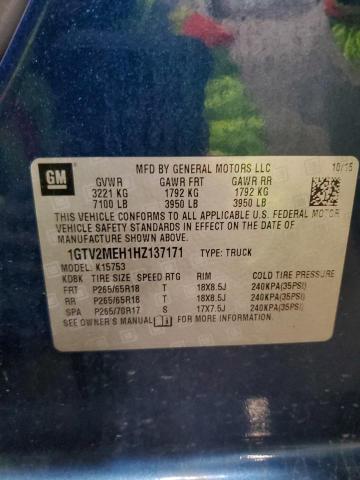 GM
MFD BY GENERAL MOTORS LLC 10/15
GVWR GAWR FRT GAWR RR
3221 KG 1792 KG 1792 KG
7100 LB 3950 LB 3950 LB
THIS VEHICLE CONFORMS TO ALL APPLICABLE U.S. FEDERAL MOTOR
VEHICLE SAFETY STANDARDS IN EFFECT ON THE DATE OF
MANUFACTURE SHOWN ABOVE.
1GTV2MEH1HZ137171 TYPE: TRUCK
MODEL: K15753
KDBK TIRE SIZE SPEED RTG RIM COLD TIRE PRESSURE
FRT P265/65R18 T 18X8.5J 240KPA(35PSI)
RR P265/65R18 T 18X8.5J 240KPA(35PSI)
SPA P265/70R17 S 17X7.5J 240KPA(35PSI)
SEE OWNER'S MANUAL FOR MORE INFORMATION.